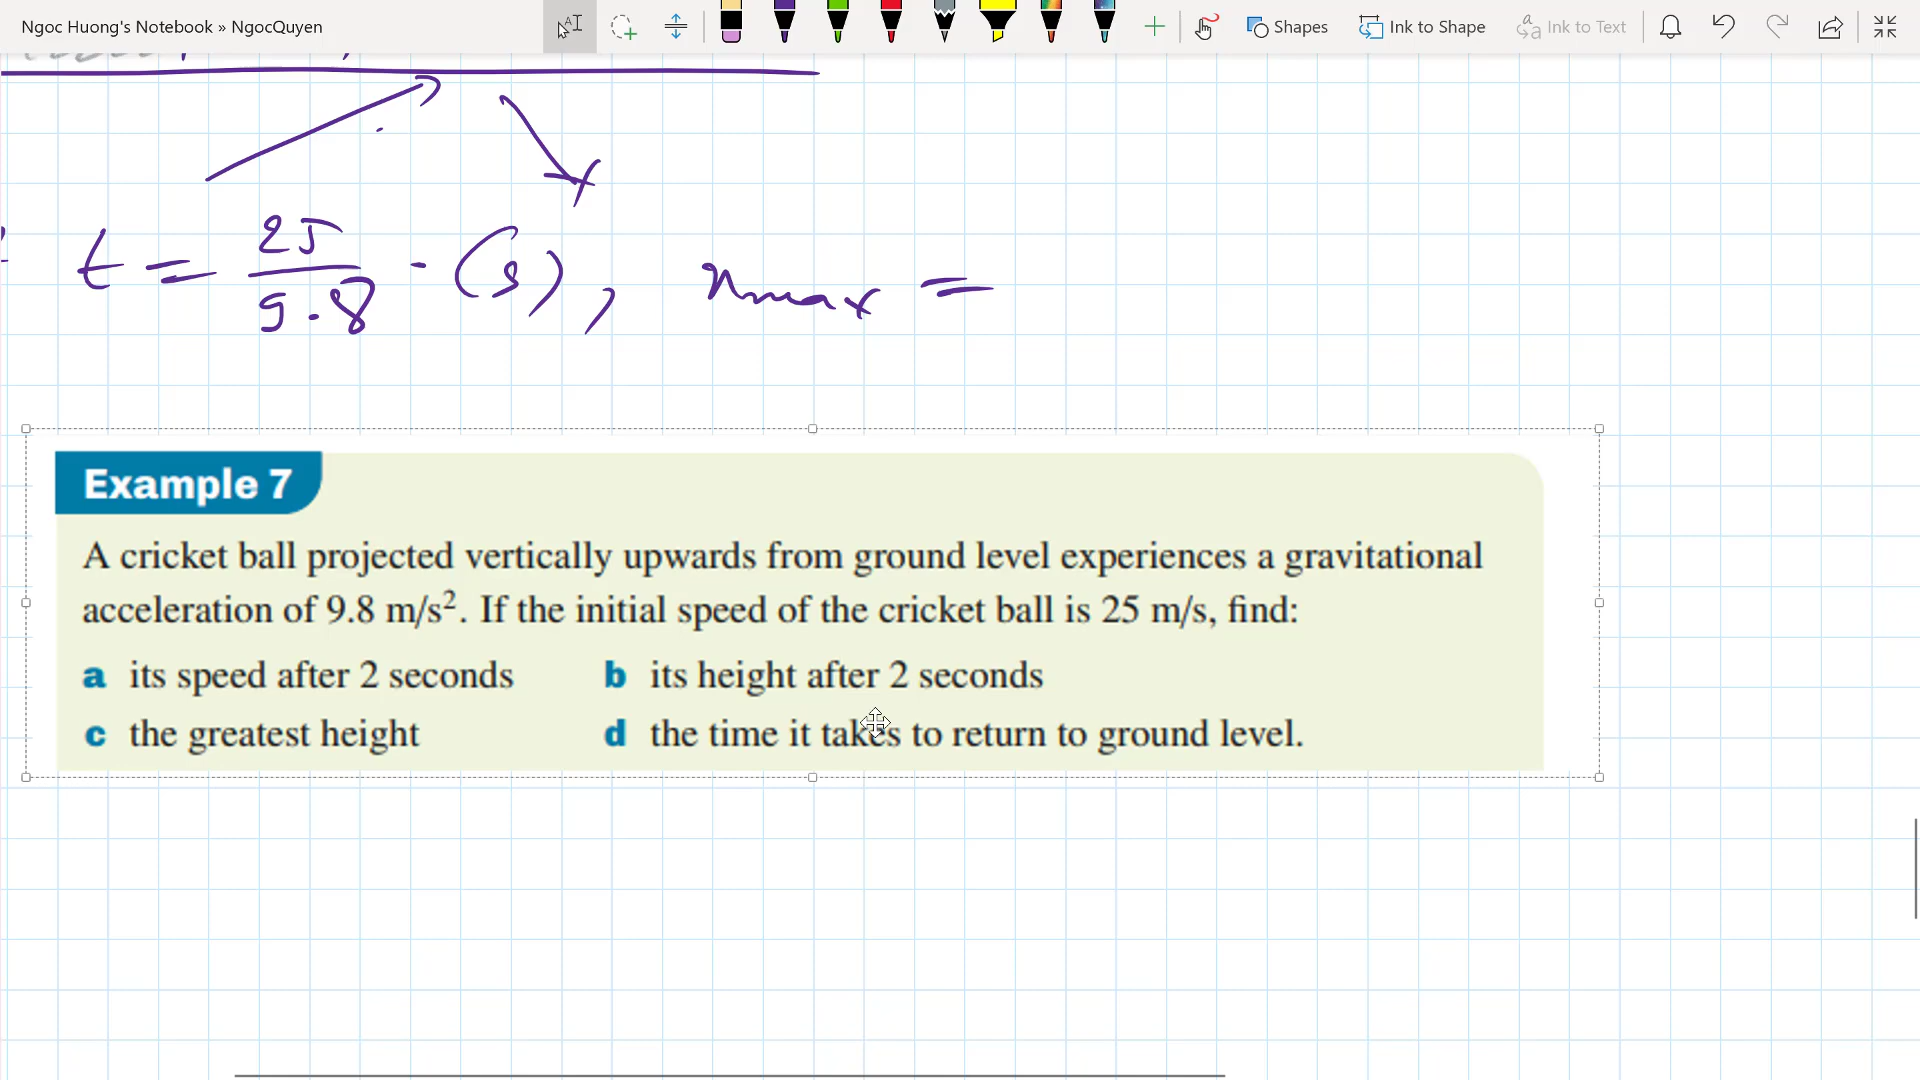 Ngoc Huong's Notebook » NgocQuyen
Shapes
Ink to Shape
Ink to Text
t = 25/9.8 · (s), xmax =
Example 7
A cricket ball projected vertically upwards from ground level experiences a gravitational
acceleration of 9.8 m/s². If the initial speed of the cricket ball is 25 m/s, find:
a its speed after 2 seconds b its height after 2 seconds
c the greatest height d the time it takes to return to ground level.